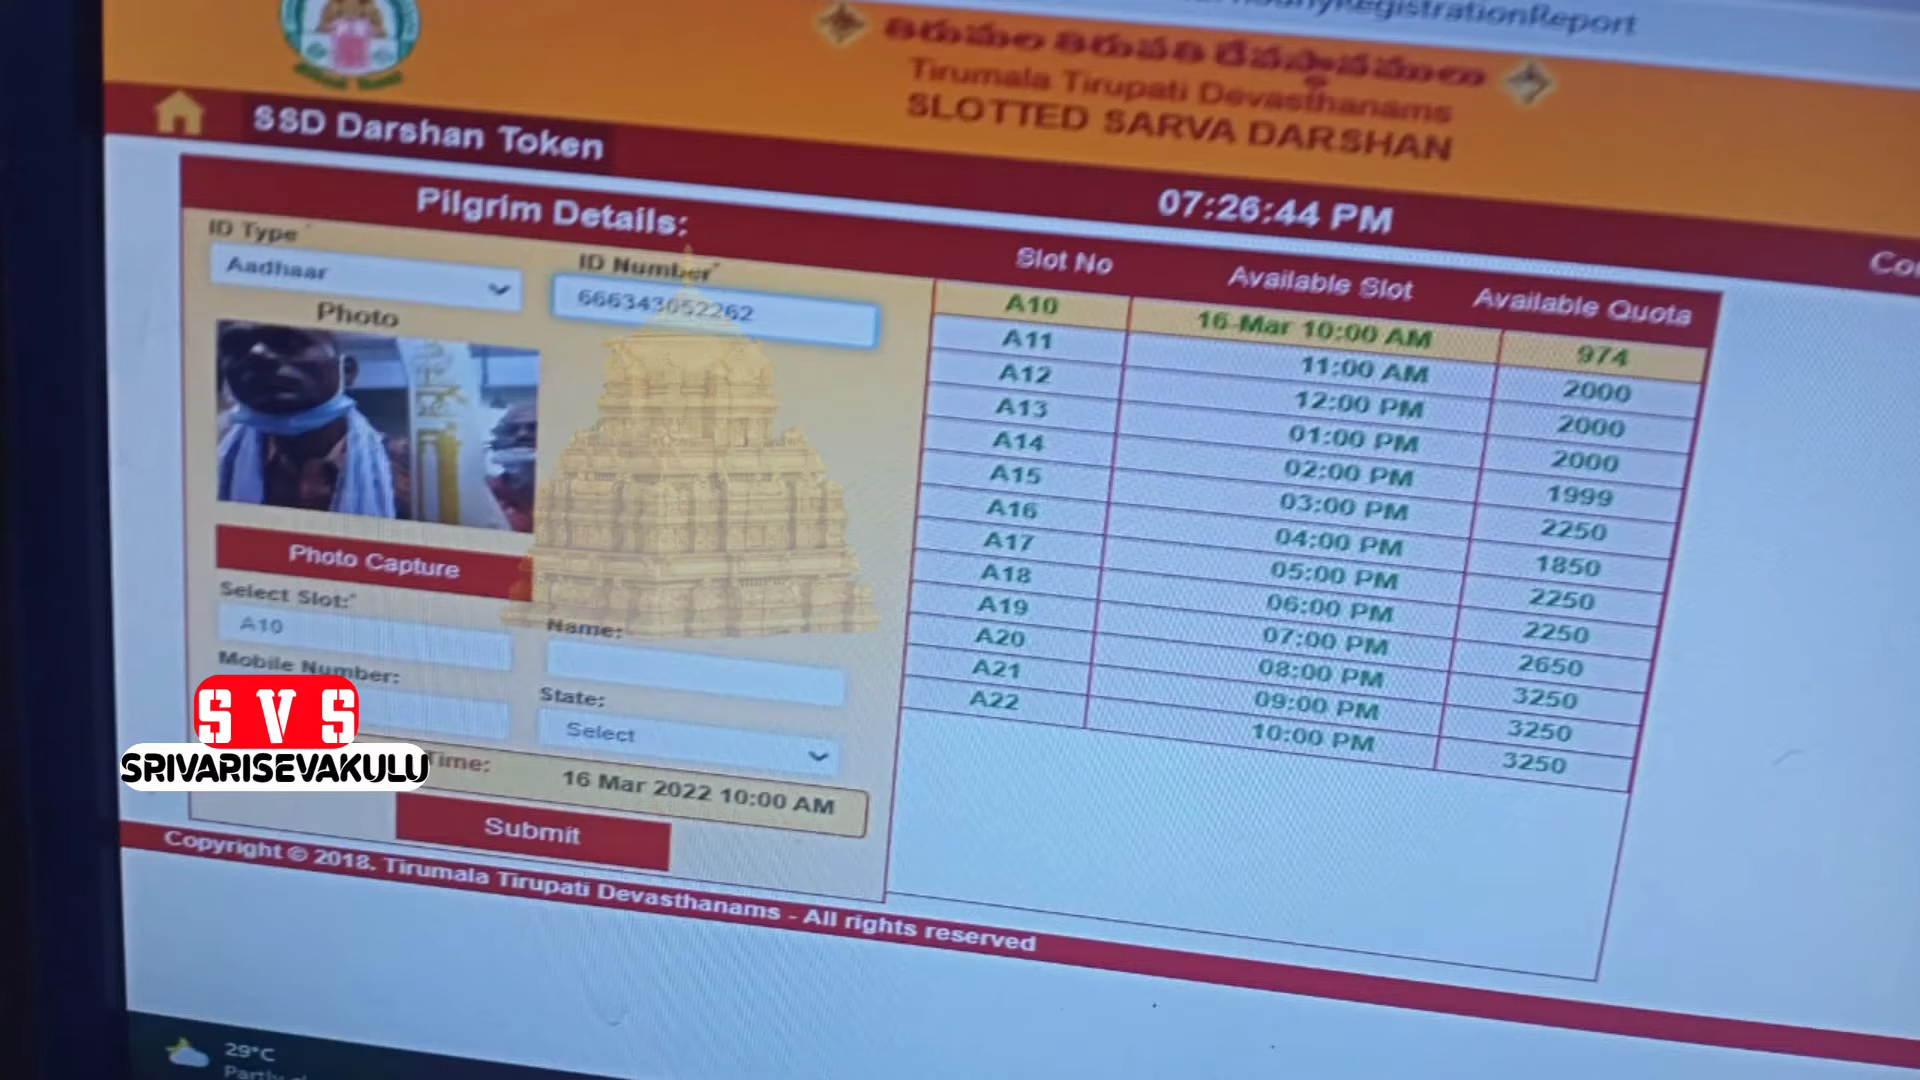 RegistrationReport
తిరుమల తిరుపతి దేవస్థానములు
Tirumala Tirupati Devasthanams
SLOTTED SARVA DARSHAN
SSD Darshan Token
07:26:44 PM
Pilgrim Details:
ID Type *
ID Number*
Aadhaar
666343052262
Photo
Photo Capture
Select Slot:*
A10
Name:
Mobile Number:
State:
Select
Time:
16 Mar 2022 10:00 AM
Submit
Slot No Available Slot Available Quota
A10 16-Mar 10:00 AM 974
A11 11:00 AM 2000
A12 12:00 PM 2000
A13 01:00 PM 2000
A14 02:00 PM 1999
A15 03:00 PM 2250
A16 04:00 PM 1850
A17 05:00 PM 2250
A18 06:00 PM 2250
A19 07:00 PM 2650
A20 08:00 PM 3250
A21 09:00 PM 3250
A22 10:00 PM 3250
SVS
SRIVARISEVAKULU
Copyright © 2018. Tirumala Tirupati Devasthanams - All rights reserved
29°C
Partly